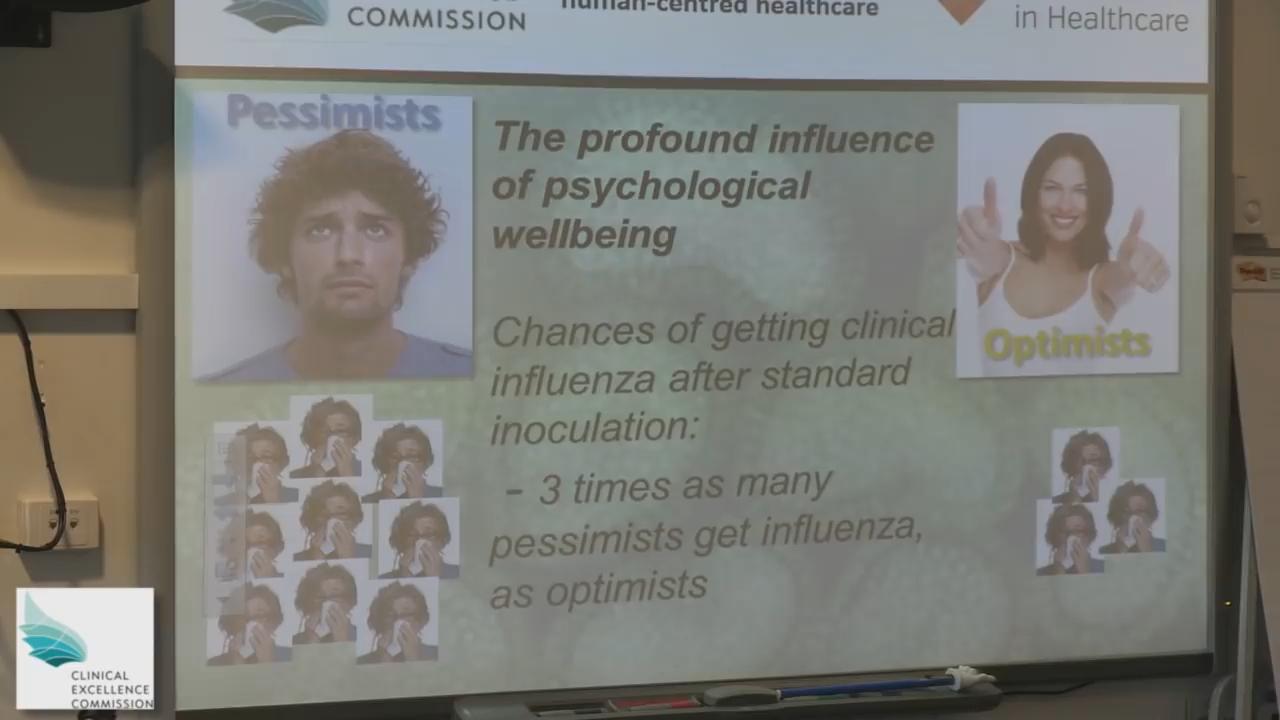 COMMISSION
human-centred healthcare
in Healthcare
Pessimists
The profound influence
of psychological
wellbeing
Chances of getting clinical
influenza after standard
inoculation:
– 3 times as many
pessimists get influenza,
as optimists
Optimists
CLINICAL
EXCELLENCE
COMMISSION